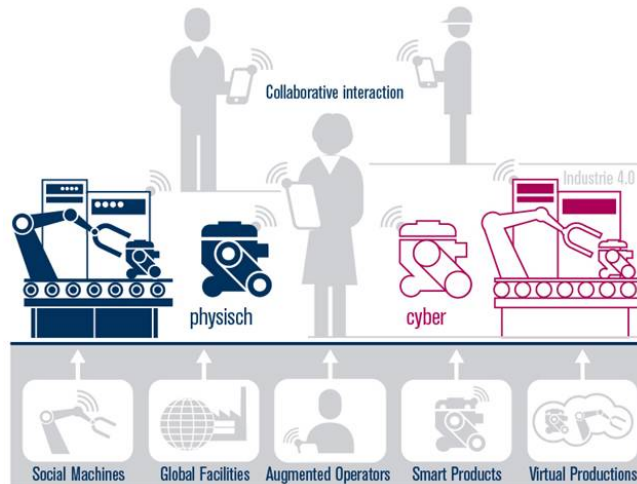 Collaborative interaction
Industrie 4.0
physisch
cyber
Social Machines
Global Facilities
Augmented Operators
Smart Products
Virtual Productions